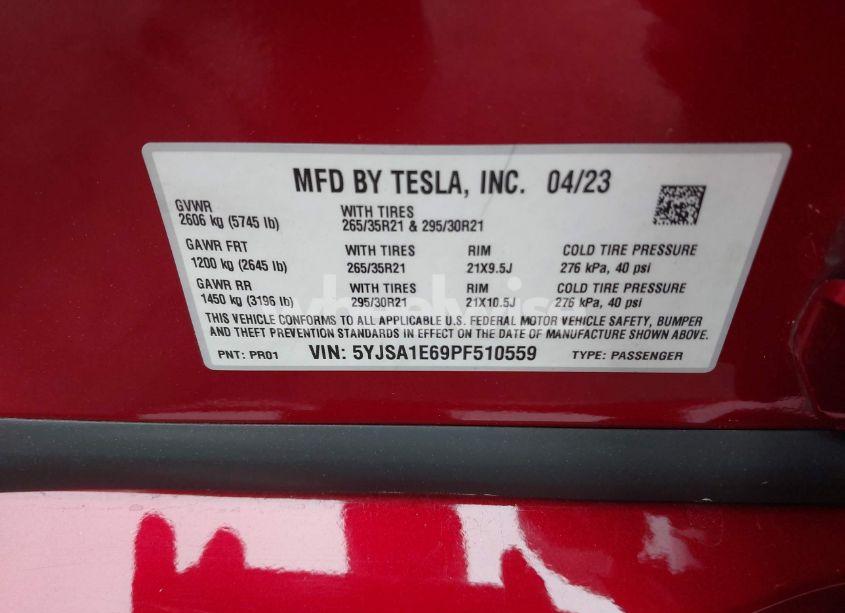 MFD BY TESLA, INC. 04/23
GVWR
2606 kg (5745 lb)
WITH TIRES
265/35R21 & 295/30R21
GAWR FRT
1200 kg (2645 lb)
WITH TIRES
265/35R21
RIM
21X9.5J
COLD TIRE PRESSURE
276 kPa, 40 psi
GAWR RR
1450 kg (3196 lb)
WITH TIRES
295/30R21
RIM
21X10.5J
COLD TIRE PRESSURE
276 kPa, 40 psi
THIS VEHICLE CONFORMS TO ALL APPLICABLE U.S. FEDERAL MOTOR VEHICLE SAFETY, BUMPER
AND THEFT PREVENTION STANDARDS IN EFFECT ON THE DATE OF MANUFACTURE SHOWN ABOVE.
PNT: PR01 VIN: 5YJSA1E69PF510559 TYPE: PASSENGER